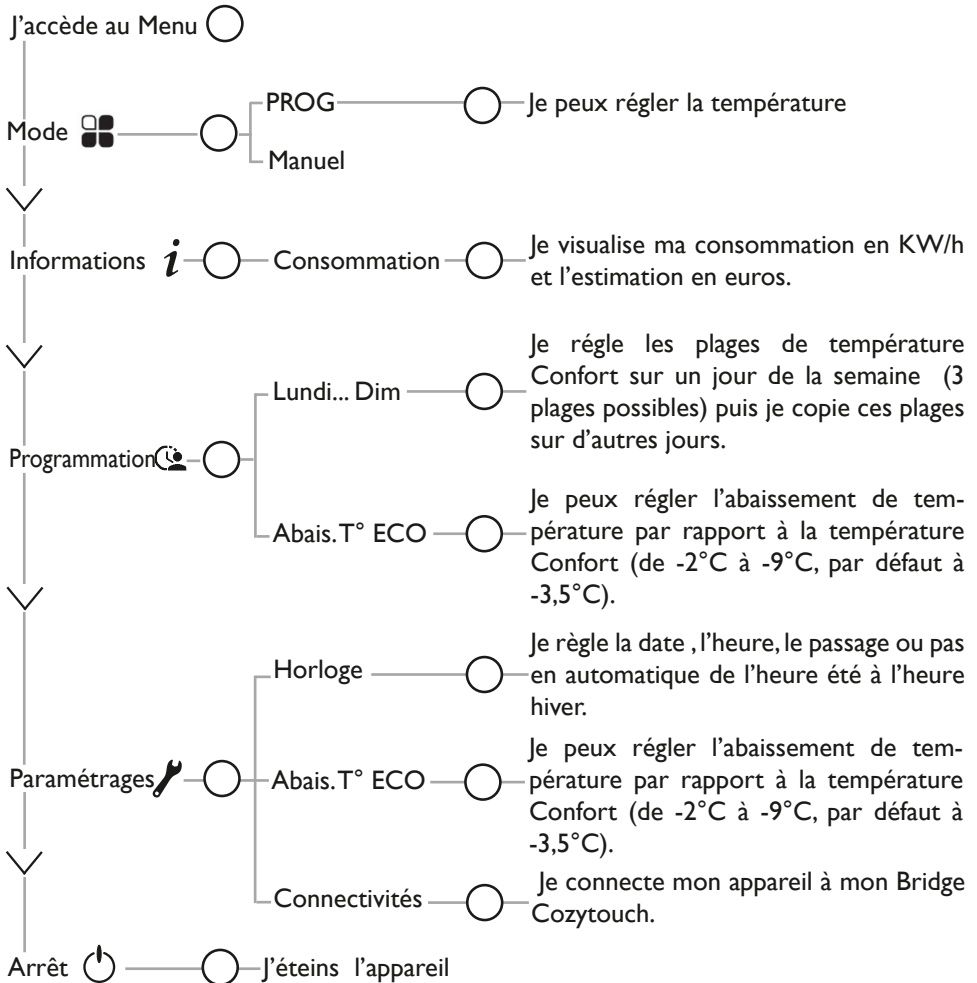 J'accède au Menu
Mode
PROG
Je peux régler la température
Manuel
Informations i
Consommation
Je visualise ma consommation en KW/h
et l'estimation en euros.
Programmation
Lundi... Dim
Je régle les plages de température
Confort sur un jour de la semaine (3
plages possibles) puis je copie ces plages
sur d'autres jours.
Abais.T° ECO
Je peux régler l'abaissement de tem-
pérature par rapport à la température
Confort (de -2°C à -9°C, par défaut à
-3,5°C).
Paramétrages
Horloge
Je règle la date , l'heure, le passage ou pas
en automatique de l'heure été à l'heure
hiver.
Abais.T° ECO
Je peux régler l'abaissement de tem-
pérature par rapport à la température
Confort (de -2°C à -9°C, par défaut à
-3,5°C).
Connectivités
Je connecte mon appareil à mon Bridge
Cozytouch.
Arrêt
J'éteins l'appareil